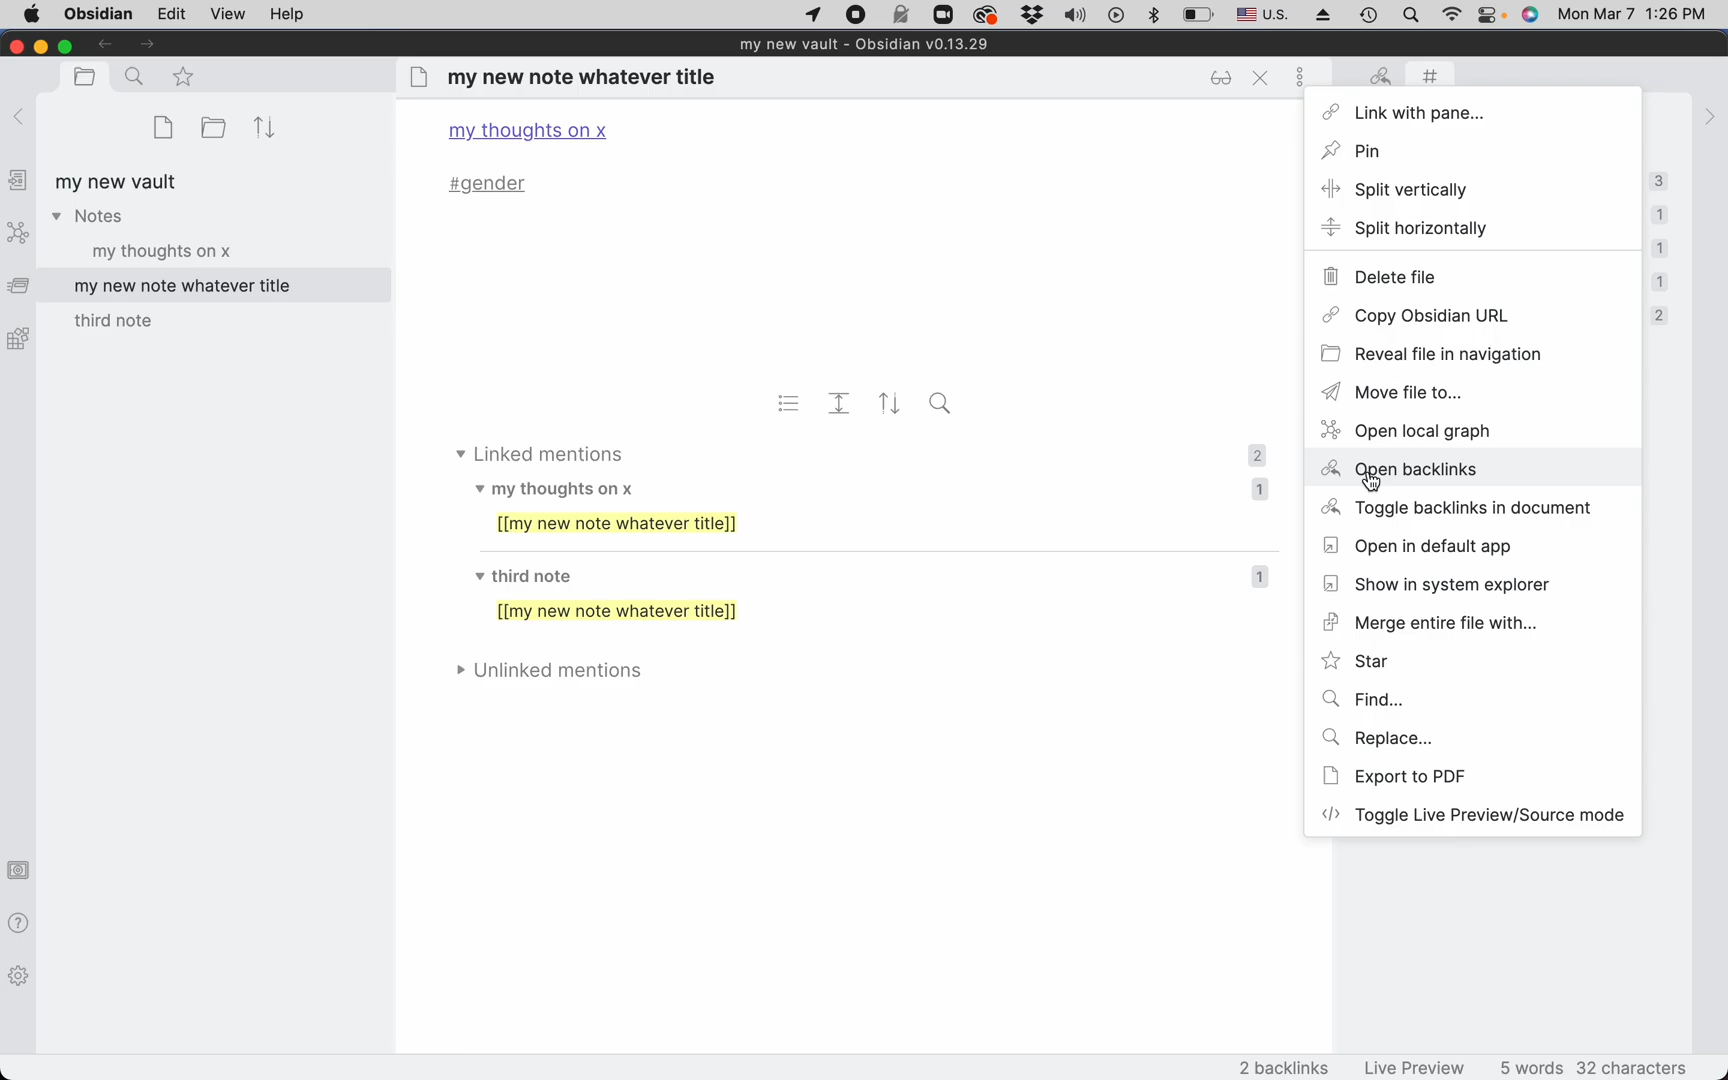 Obsidian Edit View Help U.S. Mon Mar 7 1:26 PM
my new vault - Obsidian v0.13.29
my new note whatever title
my new vault
Notes
my thoughts on x
my new note whatever title
third note
my thoughts on x
#gender
Linked mentions 2
my thoughts on x 1
[[my new note whatever title]]
third note 1
[[my new note whatever title]]
Unlinked mentions
Link with pane...
Pin
Split vertically
Split horizontally
Delete file
Copy Obsidian URL
Reveal file in navigation
Move file to...
Open local graph
Open backlinks
Toggle backlinks in document
Open in default app
Show in system explorer
Merge entire file with...
Star
Find...
Replace...
Export to PDF
Toggle Live Preview/Source mode
3
1
1
1
2
2 backlinks Live Preview 5 words 32 characters